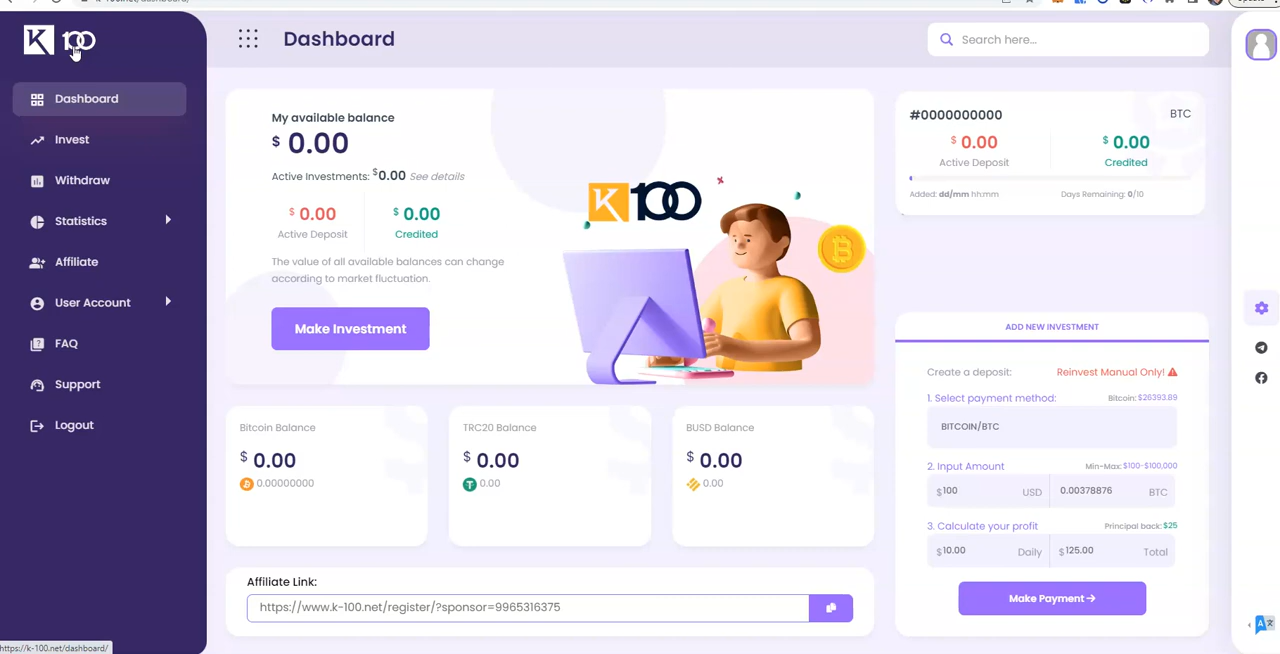 K 100
Dashboard
Search here...
Dashboard
Invest
Withdraw
Statistics
Affiliate
User Account
FAQ
Support
Logout
My available balance
$ 0.00
Active Investments: $0.00 See details
$ 0.00
Active Deposit
$ 0.00
Credited
The value of all available balances can change
according to market fluctuation.
Make Investment
K100
#0000000000
BTC
$ 0.00
Active Deposit
$ 0.00
Credited
Added: dd/mm hh:mm
Days Remaining: 0/10
Bitcoin Balance
$ 0.00
0.00000000
TRC20 Balance
$ 0.00
0.00
BUSD Balance
$ 0.00
0.00
Affiliate Link:
https://www.k-100.net/register/?sponsor=9965316375
ADD NEW INVESTMENT
Create a deposit:
Reinvest Manual Only!
1. Select payment method:
Bitcoin: $26393.89
BITCOIN/BTC
2. Input Amount
Min-Max: $100-$100,000
$100 USD
0.00378876 BTC
3. Calculate your profit
Principal back: $25
$10.00 Daily
$125.00 Total
Make Payment→
https://k-100.net/dashboard/